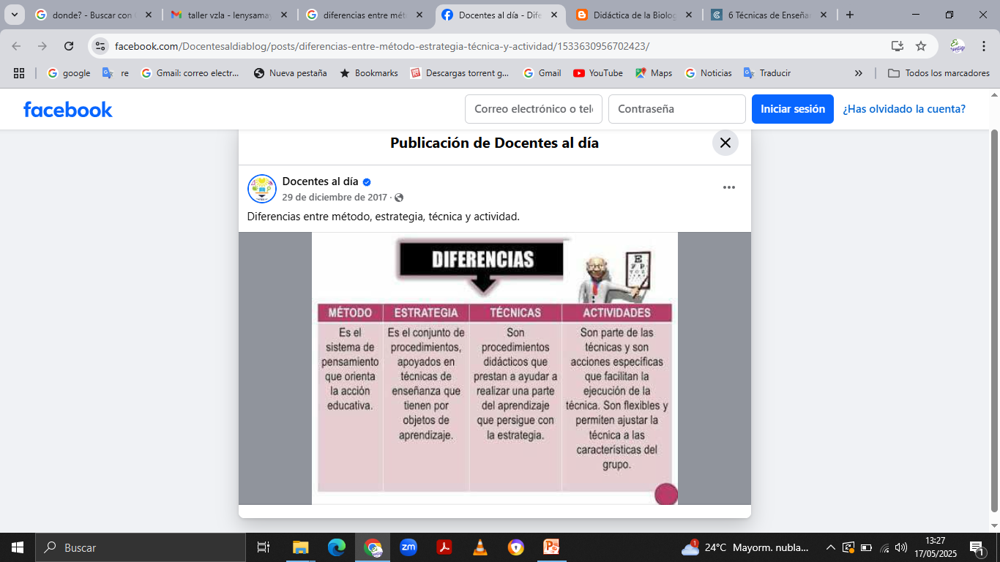 donde? - Buscar con
taller vzla - lenysama
diferencias entre mét
Docentes al día - Dife
Didáctica de la Biolog
6 Técnicas de Enseña
facebook.com/Docentesaldiablog/posts/diferencias-entre-método-estrategia-técnica-y-actividad/1533630956702423/
google
re
Gmail: correo electr...
Nueva pestaña
Bookmarks
Descargas torrent g...
Gmail
YouTube
Maps
Noticias
Traducir
Todos los marcadores
facebook
Correo electrónico o tel
Contraseña
Iniciar sesión
¿Has olvidado la cuenta?
Publicación de Docentes al día
Docentes al día
29 de diciembre de 2017 ·
Diferencias entre método, estrategia, técnica y actividad.
DIFERENCIAS
MÉTODO
Es el
sistema de
pensamiento
que orienta
la acción
educativa.
ESTRATEGIA
Es el conjunto de
procedimientos,
apoyados en
técnicas de
enseñanza que
tienen por
objetos de
aprendizaje.
TÉCNICAS
Son
procedimientos
didácticos que
prestan a ayudar a
realizar una parte
del aprendizaje
que persigue con
la estrategia.
ACTIVIDADES
Son parte de las
técnicas y son
acciones especificas
que facilitan la
ejecución de la
técnica. Son flexibles y
permiten ajustar la
técnica a las
características del
grupo.
Buscar
zm
1
24°C Mayorm. nubla...
13:27
17/05/2025
1